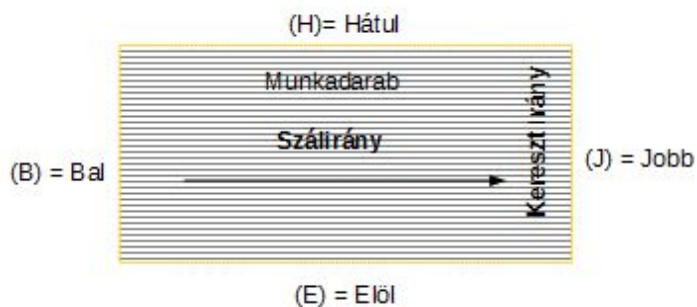 (H)= Hátul
Munkadarab
Szálirány
(B) = Bal
Kereszt Irány
(J) = Jobb
(E) = Elöl